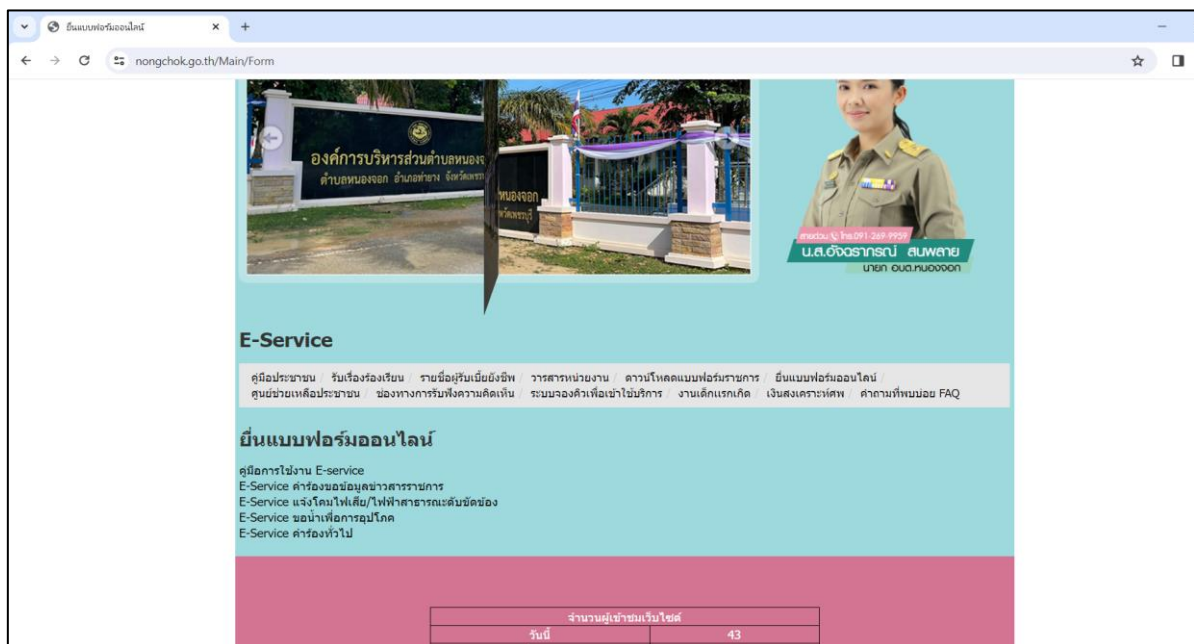 ยื่นแบบฟอร์มออนไลน์
nongchok.go.th/Main/Form
องค์การบริหารส่วนตำบลหนองจ
ตำบลหนองจอก อำเภอท่ายาง จังหวัดเพชร
หนองจอก
หวัดเพชรบุรี
สายด่วน โทร.091-269-9959
น.ส.อัจฉราภรณ์ สนพลาย
นายก อบต.หนองจอก
E-Service
คู่มือประชาชน / รับเรื่องร้องเรียน / รายชื่อผู้รับเบี้ยยังชีพ / วารสารหน่วยงาน / ดาวน์โหลดแบบฟอร์มราชการ / ยื่นแบบฟอร์มออนไลน์ /
ศูนย์ช่วยเหลือประชาชน / ช่องทางการรับฟังความคิดเห็น / ระบบจองคิวเพื่อเข้าใช้บริการ / งานเด็กแรกเกิด / เงินสงเคราะห์ศพ / คำถามที่พบบ่อย FAQ
ยื่นแบบฟอร์มออนไลน์
คู่มือการใช้งาน E-service
E-Service คำร้องขอข้อมูลข่าวสารราชการ
E-Service แจ้งโคมไฟเสีย/ไฟฟ้าสาธารณะดับขัดข้อง
E-Service ขอน้ำเพื่อการอุปโภค
E-Service คำร้องทั่วไป
จำนวนผู้เข้าชมเว็บไซต์
วันนี้ 43